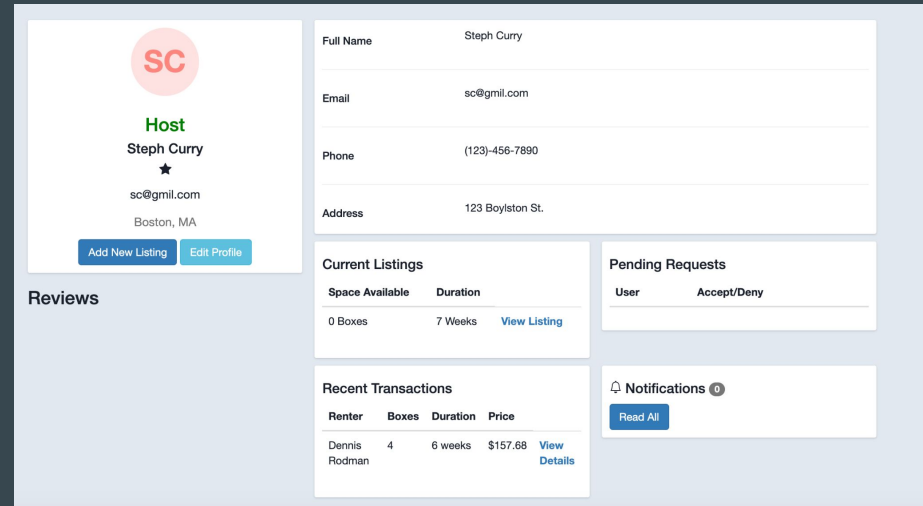 SC
Host
Steph Curry
sc@gmil.com
Boston, MA
Add New Listing Edit Profile
Reviews
Full Name Steph Curry
Email sc@gmil.com
Phone (123)-456-7890
Address 123 Boylston St.
Current Listings
Space Available Duration
0 Boxes 7 Weeks View Listing
Pending Requests
User Accept/Deny
Recent Transactions
Renter Boxes Duration Price
Dennis 4 6 weeks $157.68 View
Rodman Details
Notifications 0
Read All